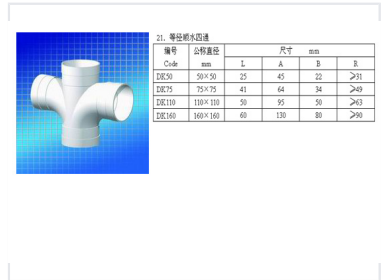 21. 等径顺水四通
编号 公称直径 尺寸 mm
Code mm L A B R
DK50 50×50 25 45 22 ≥31
DK75 75×75 41 64 34 ≥49
DK110 110×110 50 95 50 ≥63
DK160 160×160 60 130 80 ≥90